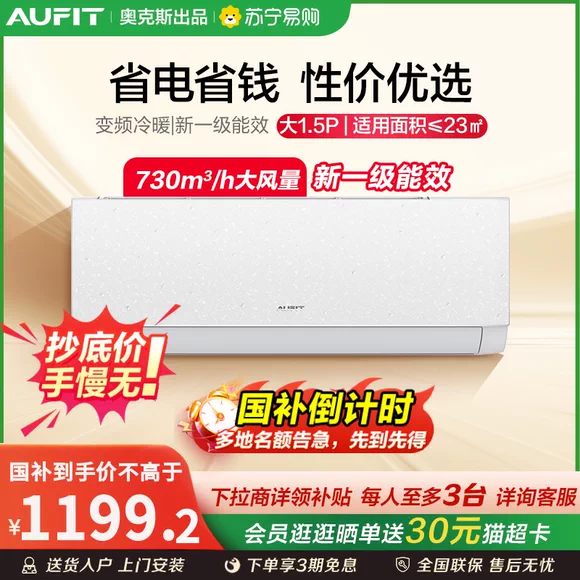 AUFIT 奥克斯出品 苏宁易购
省电省钱 性价优选
变频冷暖|新一级能效 大1.5P | 适用面积≤23㎡
730m³/h大风量 新一级能效
AUFIT
抄底价
手慢无!
国补倒计时
多地名额告急，先到先得
国补到手价不高于
¥1199.2
下拉商详领补贴 每人至多3台 详询客服
会员逛逛晒单送30元猫超卡
送货入户 上门安装 下单享3期免息 全国联保 售后无忧